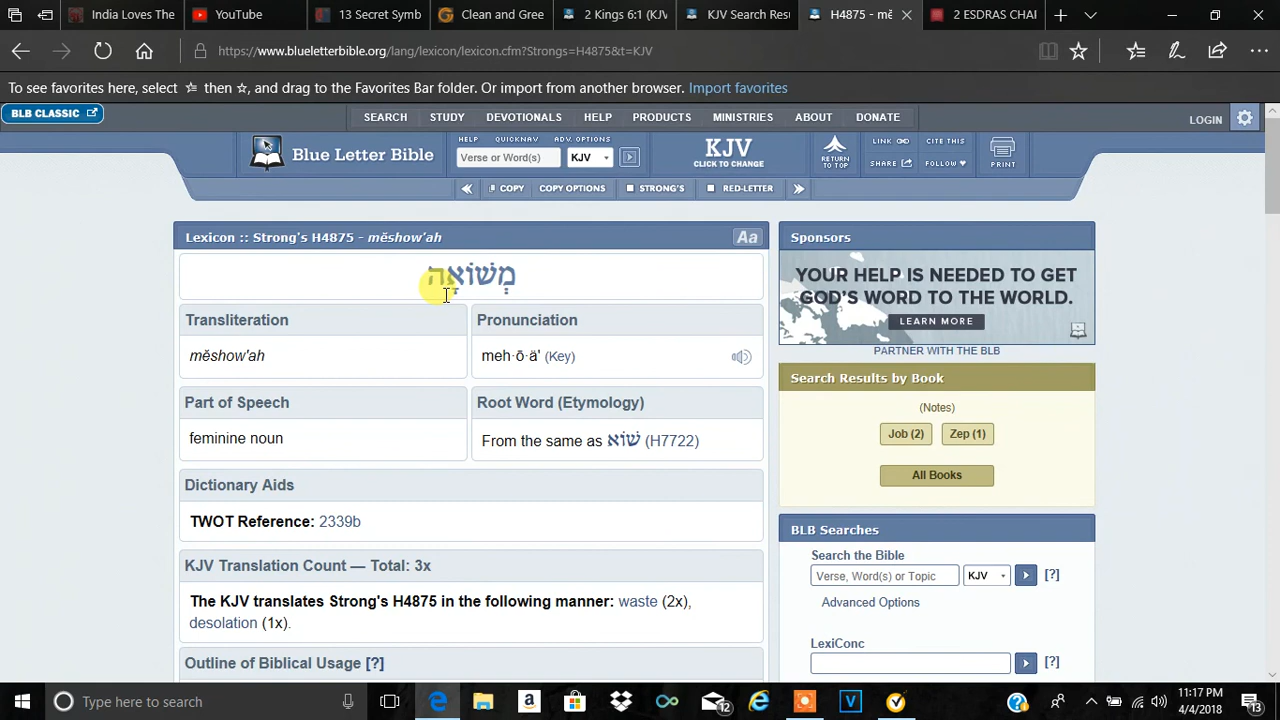 India Loves The
YouTube
13 Secret Symb
Clean and Gree
2 Kings 6:1 (KJV
KJV Search Resu
H4875 - mĕ
2 ESDRAS CHAI
https://www.blueletterbible.org/lang/lexicon/lexicon.cfm?Strongs=H4875&t=KJV
To see favorites here, select then, and drag to the Favorites Bar folder. Or import from another browser. Import favorites
BLB CLASSIC
SEARCH STUDY DEVOTIONALS HELP PRODUCTS MINISTRIES ABOUT DONATE
LOGIN
Blue Letter Bible
HELP QUICKNAV ADV. OPTIONS
Verse or Word(s) KJV
KJV
CLICK TO CHANGE
RETURN TO TOP
LINK CITE THIS
SHARE FOLLOW
PRINT
COPY COPY OPTIONS STRONG'S RED-LETTER
Lexicon :: Strong's H4875 - mĕshow'ah
Aa
מְשׁוֹאָה
Transliteration
mĕshow'ah
Pronunciation
meh·ō·ä' (Key)
Part of Speech
feminine noun
Root Word (Etymology)
From the same as שׁוֹא (H7722)
Dictionary Aids
TWOT Reference: 2339b
KJV Translation Count — Total: 3x
The KJV translates Strong's H4875 in the following manner: waste (2x),
desolation (1x).
Outline of Biblical Usage [?]
Sponsors
YOUR HELP IS NEEDED TO GET
GOD'S WORD TO THE WORLD.
LEARN MORE
PARTNER WITH THE BLB
Search Results by Book
(Notes)
Job (2) Zep (1)
All Books
BLB Searches
Search the Bible
Verse, Word(s) or Topic KJV [?]
Advanced Options
LexiConc
[?]
Type here to search
12
11:17 PM
4/4/2018
13